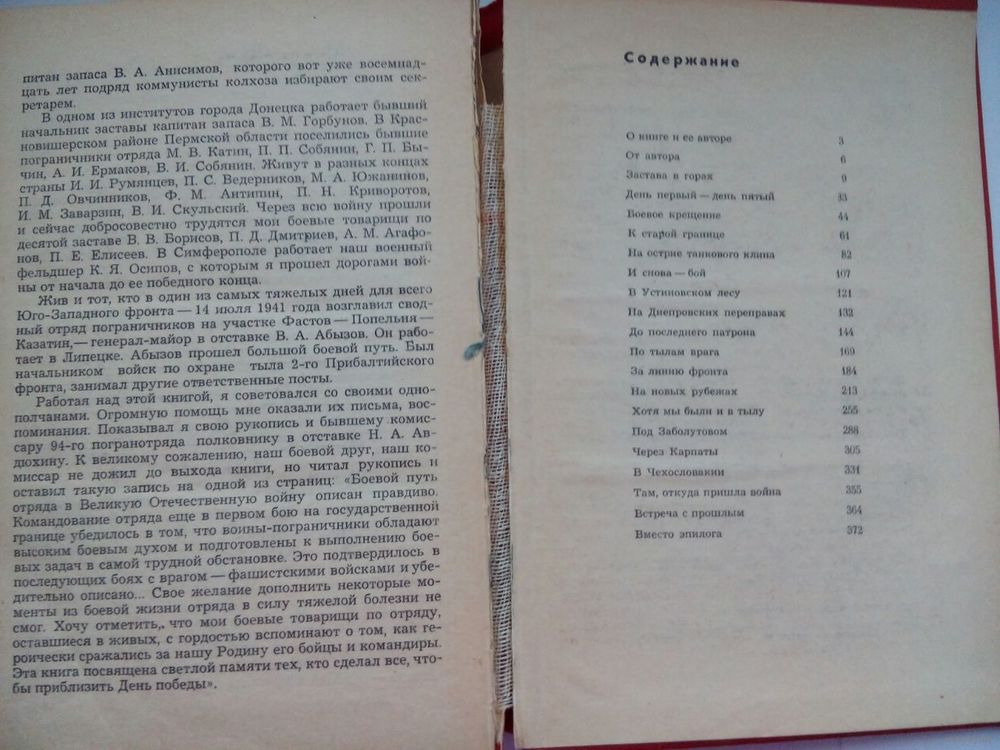 питан запаса В. А. Анисимов, которого вот уже восемнад-
цать лет подряд коммунисты колхоза избирают своим сек-
ретарем.
В одном из институтов города Донецка работает бывший
начальник заставы капитан запаса В. М. Горбунов. В Крас-
новишерском районе Пермской области поселились бывшие
пограничники отряда М. В. Катин, П. П. Собянин, Г. П. Бы-
чин, А. И. Ермаков, В. И. Собянин. Живут в разных концах
страны И. И. Румянцев, П. С. Ведерников, М. А. Южанинов,
П. Д. Овчинников, Ф. М. Антипин, П. Н. Криворотов,
И. М. Заварзин, В. И. Скульский. Через всю войну прошли
и сейчас добросовестно трудятся мои боевые товарищи по
десятой заставе В. В. Борисов, П. Д. Дмитриев, А. М. Агафо-
нов, П. Е. Елисеев. В Симферополе работает наш военный
фельдшер К. Я. Осипов, с которым я прошел дорогами вой-
ны от начала до ее победного конца.
Жив и тот, кто в один из самых тяжелых дней для всего
Юго-Западного фронта — 14 июля 1941 года возглавил свод-
ный отряд пограничников на участке Фастов — Попельня —
Казатин,— генерал-майор в отставке В. А. Абызов. Он рабо-
тает в Липецке. Абызов прошел большой боевой путь. Был
начальником войск по охране тыла 2-го Прибалтийского
фронта, занимал другие ответственные посты.
Работая над этой книгой, я советовался со своими одно-
полчанами. Огромную помощь мне оказали их письма, вос-
поминания. Показывал я свою рукопись и бывшему комис-
сару 94-го погранотряда полковнику в отставке Н. А. Ав-
дюхину. К великому сожалению, наш боевой друг, наш ко-
миссар не дожил до выхода книги, но читал рукопись и
оставил такую запись на одной из страниц: «Боевой путь
отряда в Великую Отечественную войну описан правдиво.
Командование отряда еще в первом бою на государственной
границе убедилось в том, что воины-пограничники обладают
высоким боевым духом и подготовлены к выполнению бое-
вых задач в самой трудной обстановке. Это подтвердилось в
последующих боях с врагом — фашистскими войсками и убе-
дительно описано... Свое желание дополнить некоторые мо-
менты из боевой жизни отряда в силу тяжелой болезни не
смог. Хочу отметить, что мои боевые товарищи по отряду,
оставшиеся в живых, с гордостью вспоминают о том, как ге-
роически сражались за нашу Родину его бойцы и командиры.
Эта книга посвящена светлой памяти тех, кто сделал все, что-
бы приблизить День победы».
Содержание
О книге и ее авторе 3
От автора 6
Застава в горах 9
День первый — день пятый 33
Боевое крещение 44
К старой границе 61
На острие танкового клина 82
И снова — бой 107
В Устиновском лесу 121
На Днепровских переправах 132
До последнего патрона 144
По тылам врага 169
За линию фронта 184
На новых рубежах 213
Хотя мы были и в тылу 255
Под Заболутовом 288
Через Карпаты 305
В Чехословакии 331
Там, откуда пришла война 355
Встреча с прошлым 364
Вместо эпилога 372